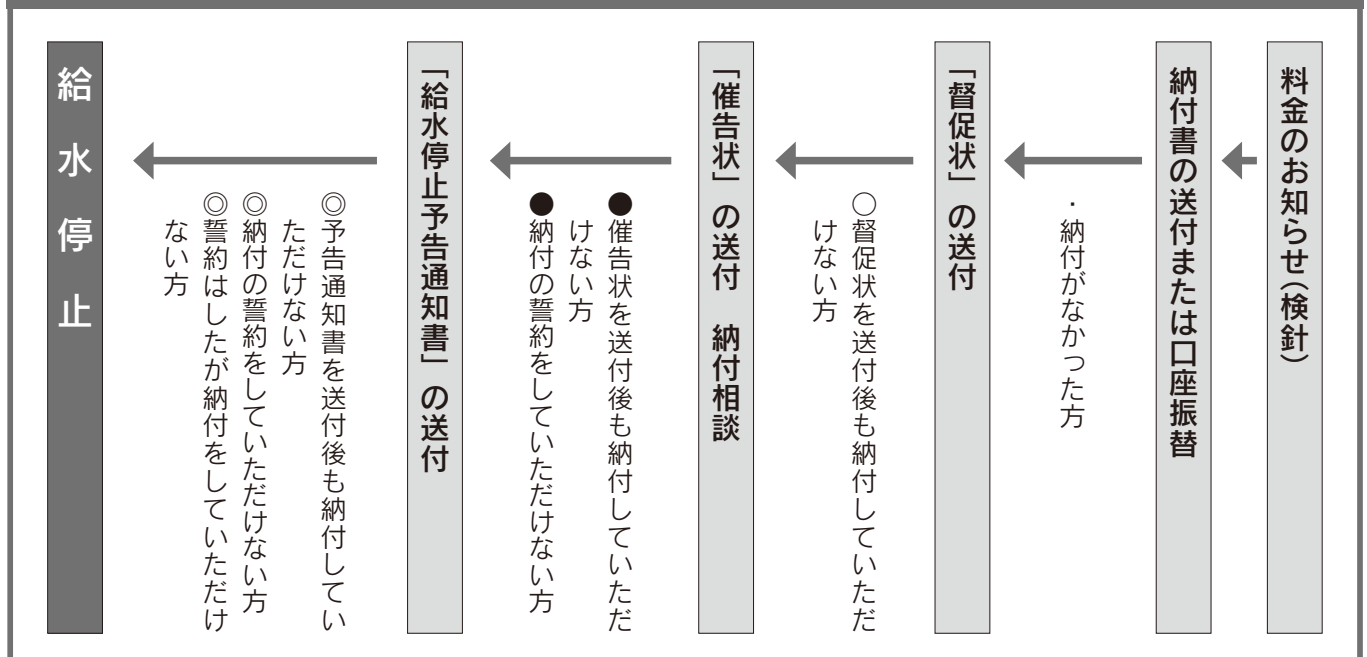 料金のお知らせ（検針）
納付書の送付または口座振替
・納付がなかった方
「督促状」の送付
○督促状を送付後も納付していただ
けない方
「催告状」の送付　納付相談
●催告状を送付後も納付していただ
けない方
●納付の誓約をしていただけない方
「給水停止予告通知書」の送付
◎予告通知書を送付後も納付してい
ただけない方
◎納付の誓約をしていただけない方
◎誓約はしたが納付をしていただけ
ない方
給水停止